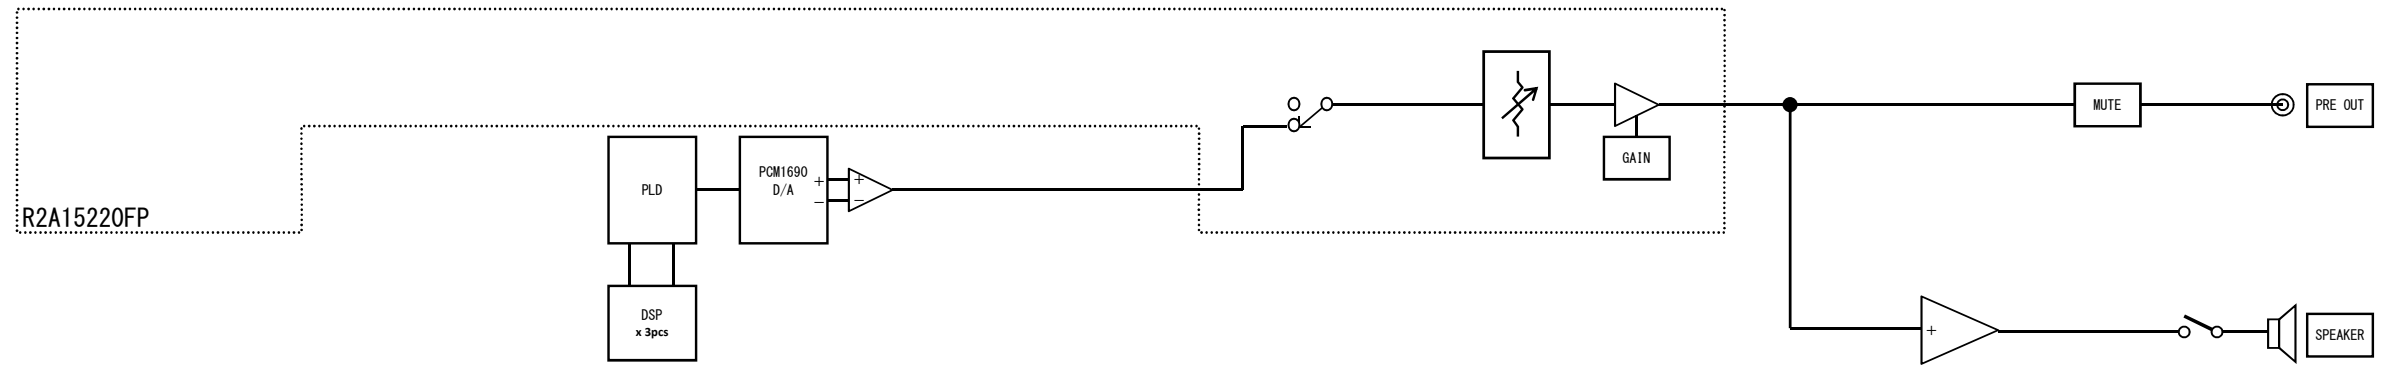 PCM1690
D/A
+
+
−
−
PLD
DSP
x 3pcs
R2A15220FP
GAIN
MUTE
PRE OUT
+
SPEAKER